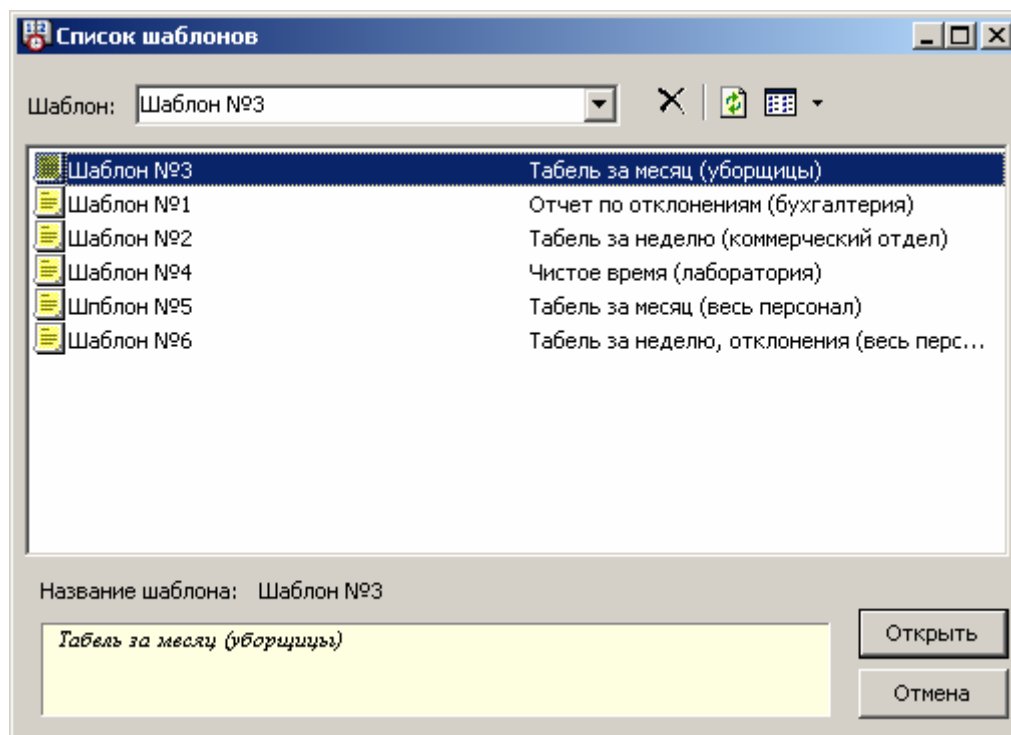 Список шаблонов
Шаблон: Шаблон №3
Шаблон №3 Табель за месяц (уборщицы)
Шаблон №1 Отчет по отклонениям (бухгалтерия)
Шаблон №2 Табель за неделю (коммерческий отдел)
Шаблон №4 Чистое время (лаборатория)
Шпблон №5 Табель за месяц (весь персонал)
Шаблон №6 Табель за неделю, отклонения (весь перс...
Название шаблона: Шаблон №3
Табель за месяц (уборщицы)
Открыть
Отмена